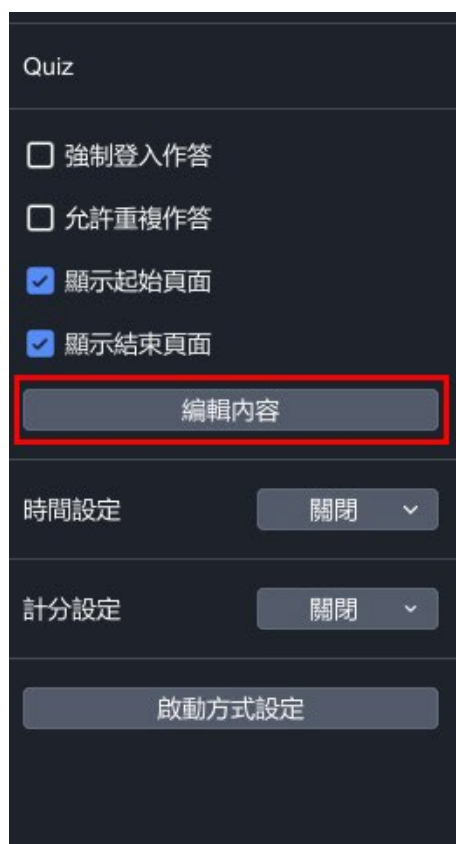 Quiz
強制登入作答
允許重複作答
顯示起始頁面
顯示結束頁面
編輯內容
時間設定 關閉
計分設定 關閉
啟動方式設定